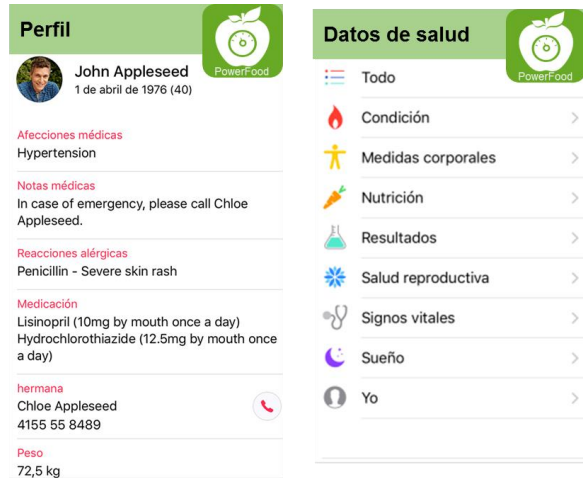 Perfil
PowerFood
John Appleseed
1 de abril de 1976 (40)
Afecciones médicas
Hypertension
Notas médicas
In case of emergency, please call Chloe
Appleseed.
Reacciones alérgicas
Penicillin - Severe skin rash
Medicación
Lisinopril (10mg by mouth once a day)
Hydrochlorothiazide (12.5mg by mouth once
a day)
hermana
Chloe Appleseed
4155 55 8489
Peso
72,5 kg
Datos de salud
PowerFood
Todo
Condición
Medidas corporales
Nutrición
Resultados
Salud reproductiva
Signos vitales
Sueño
Yo